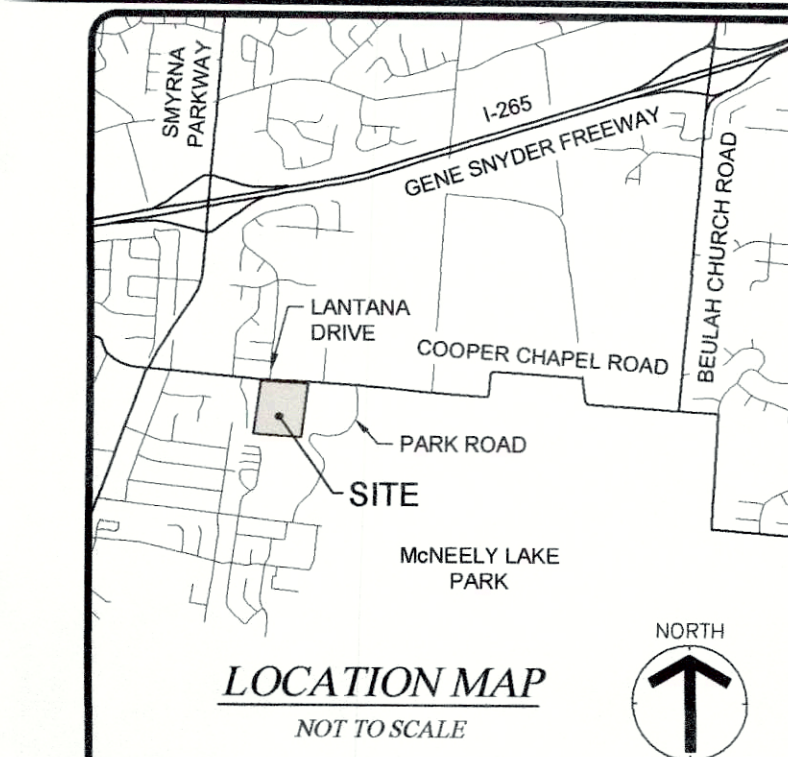 SMYRNA
PARKWAY
I-265
GENE SNYDER FREEWAY
BEULAH CHURCH ROAD
LANTANA
DRIVE
COOPER CHAPEL ROAD
PARK ROAD
SITE
McNEELY LAKE
PARK
NORTH
LOCATION MAP
NOT TO SCALE